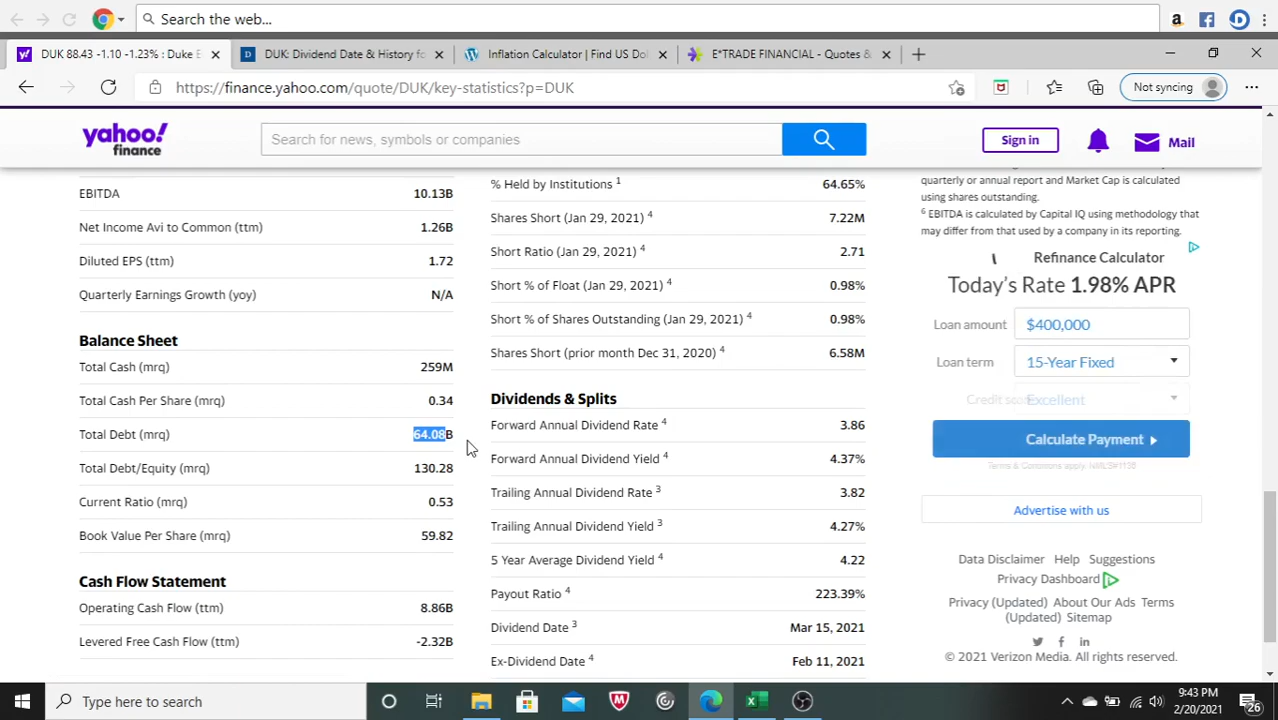 Search the web...
DUK 88.43 -1.10 -1.23% : Duke E
DUK: Dividend Date & History fo
Inflation Calculator | Find US Dol
E*TRADE FINANCIAL - Quotes &
https://finance.yahoo.com/quote/DUK/key-statistics?p=DUK
Not syncing
yahoo!
finance
Search for news, symbols or companies
Sign in
Mail
EBITDA 10.13B
Net Income Avi to Common (ttm) 1.26B
Diluted EPS (ttm) 1.72
Quarterly Earnings Growth (yoy) N/A
Balance Sheet
Total Cash (mrq) 259M
Total Cash Per Share (mrq) 0.34
Total Debt (mrq) 64.08B
Total Debt/Equity (mrq) 130.28
Current Ratio (mrq) 0.53
Book Value Per Share (mrq) 59.82
Cash Flow Statement
Operating Cash Flow (ttm) 8.86B
Levered Free Cash Flow (ttm) -2.32B
% Held by Institutions 1 64.65%
Shares Short (Jan 29, 2021) 4 7.22M
Short Ratio (Jan 29, 2021) 4 2.71
Short % of Float (Jan 29, 2021) 4 0.98%
Short % of Shares Outstanding (Jan 29, 2021) 4 0.98%
Shares Short (prior month Dec 31, 2020) 4 6.58M
Dividends & Splits
Forward Annual Dividend Rate 4 3.86
Forward Annual Dividend Yield 4 4.37%
Trailing Annual Dividend Rate 3 3.82
Trailing Annual Dividend Yield 3 4.27%
5 Year Average Dividend Yield 4 4.22
Payout Ratio 4 223.39%
Dividend Date 3 Mar 15, 2021
Ex-Dividend Date 4 Feb 11, 2021
quarterly or annual report and Market Cap is calculated
using shares outstanding.
6 EBITDA is calculated by Capital IQ using methodology that
may differ from that used by a company in its reporting.
Refinance Calculator
Today's Rate 1.98% APR
Loan amount $400,000
Loan term 15-Year Fixed
Credit score Excellent
Calculate Payment
Terms & Conditions apply. NMLS#1136
Advertise with us
Data Disclaimer Help Suggestions
Privacy Dashboard
Privacy (Updated) About Our Ads Terms
(Updated) Sitemap
© 2021 Verizon Media. All rights reserved.
Type here to search
9:43 PM
2/20/2021
26